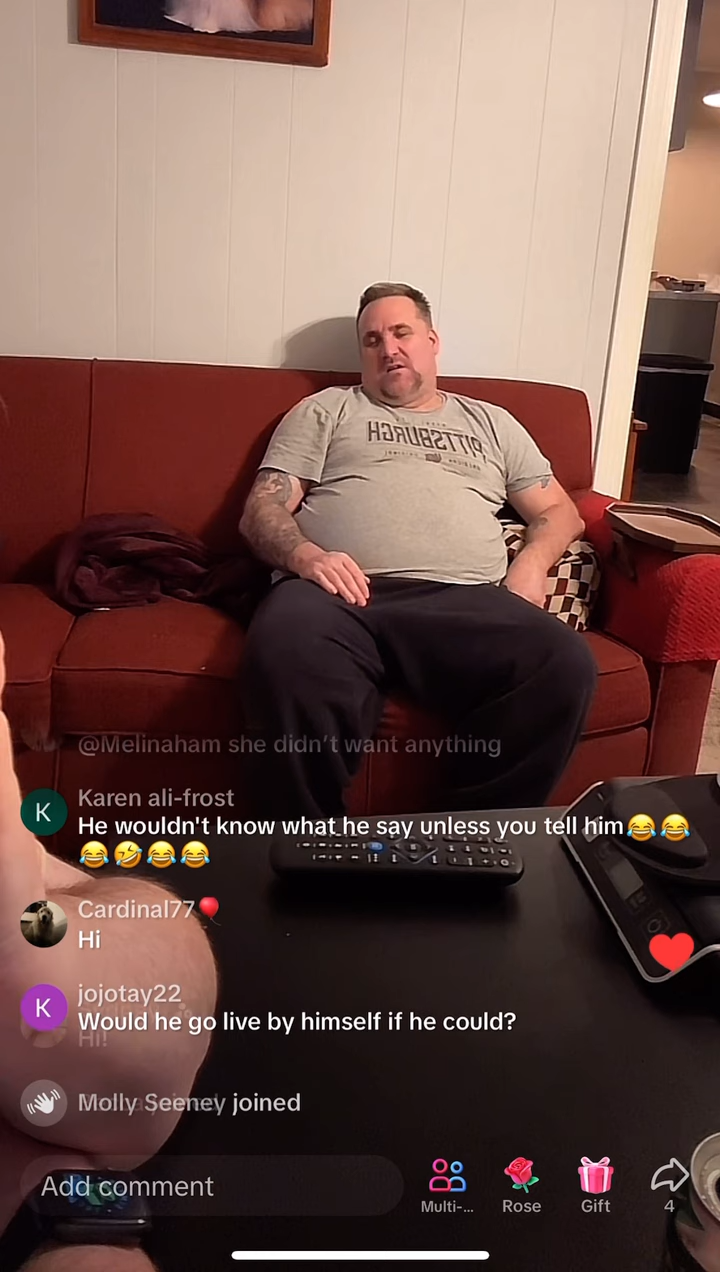 PITTSBURGH
@Melinaham she didn't want anything
Karen ali-frost
He wouldn't know what he say unless you tell him😂😂
😂🤣😂😂
Cardinal77🎈
Hi
jojotay22
Would he go live by himself if he could?
Hi!
Molly Seeney joined
Add comment
Multi-...
Rose
Gift
4
K
K